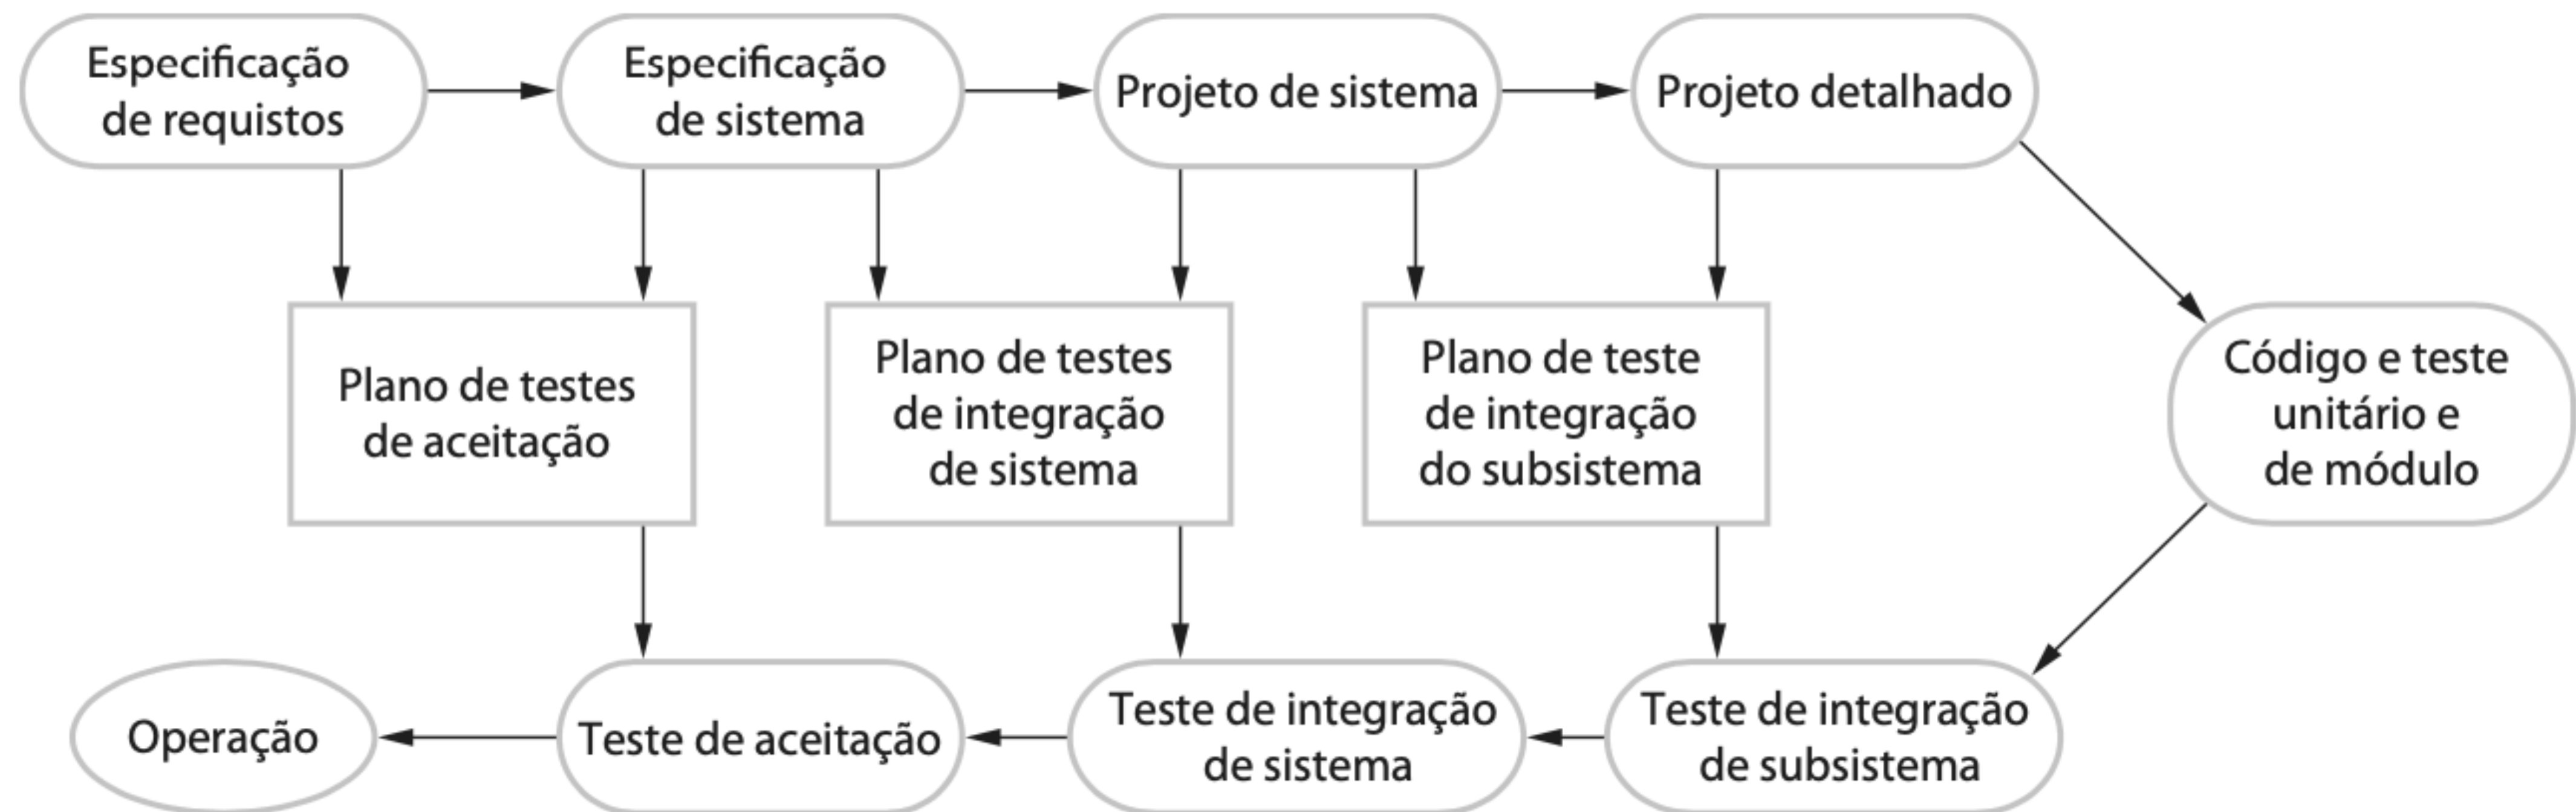 Especificação
de requistos
Especificação
de sistema
Projeto de sistema
Projeto detalhado
Plano de testes
de aceitação
Plano de testes
de integração
de sistema
Plano de teste
de integração
do subsistema
Código e teste
unitário e
de módulo
Operação
Teste de aceitação
Teste de integração
de sistema
Teste de integração
de subsistema